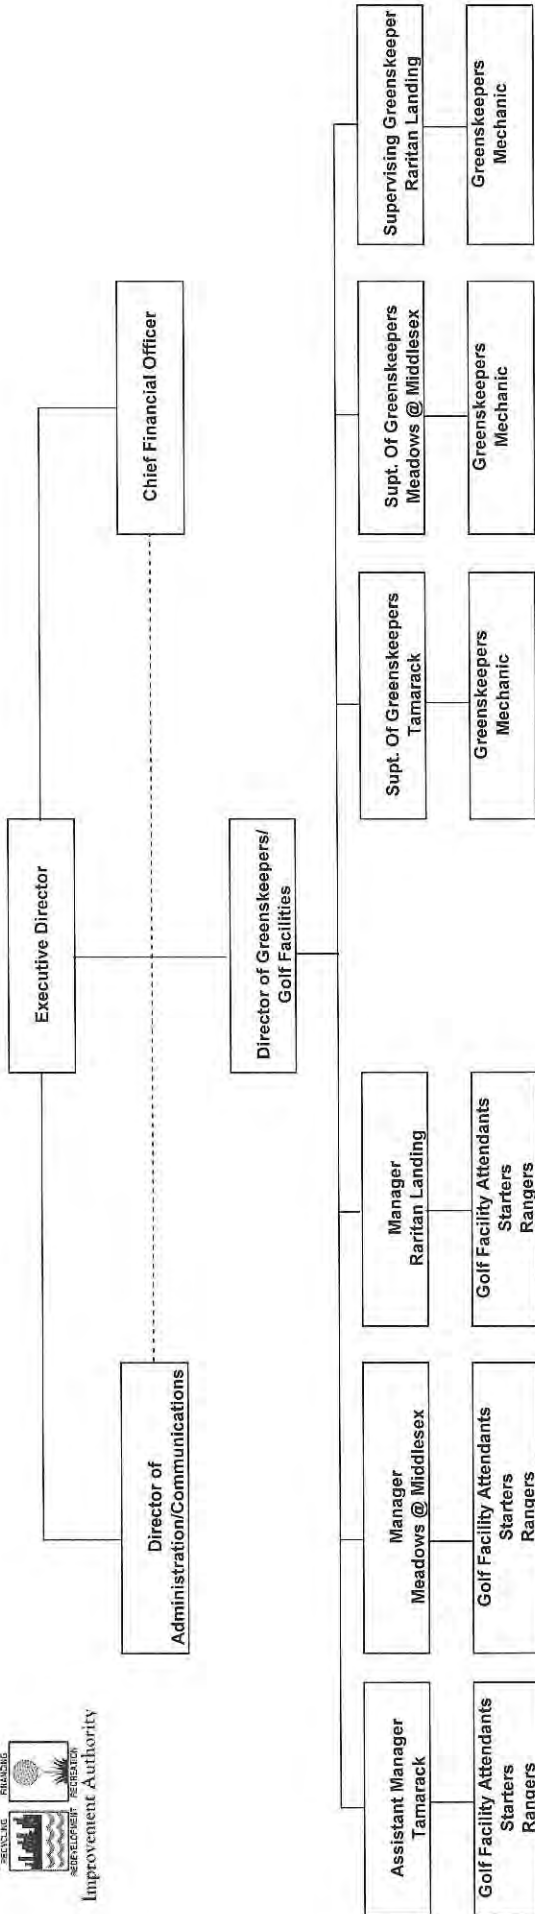 RECYCLING
FINANCING
REDEVELOPMENT
RECREATION
Improvement Authority
Executive Director
Director of
Administration/Communications
Chief Financial Officer
Director of Greenskeepers/
Golf Facilities
Assistant Manager
Tamarack
Manager
Meadows @ Middlesex
Manager
Raritan Landing
Supt. Of Greenskeepers
Tamarack
Supt. Of Greenskeepers
Meadows @ Middlesex
Supervising Greenskeeper
Raritan Landing
Golf Facility Attendants
Starters
Rangers
Golf Facility Attendants
Starters
Rangers
Golf Facility Attendants
Starters
Rangers
Greenskeepers
Mechanic
Greenskeepers
Mechanic
Greenskeepers
Mechanic